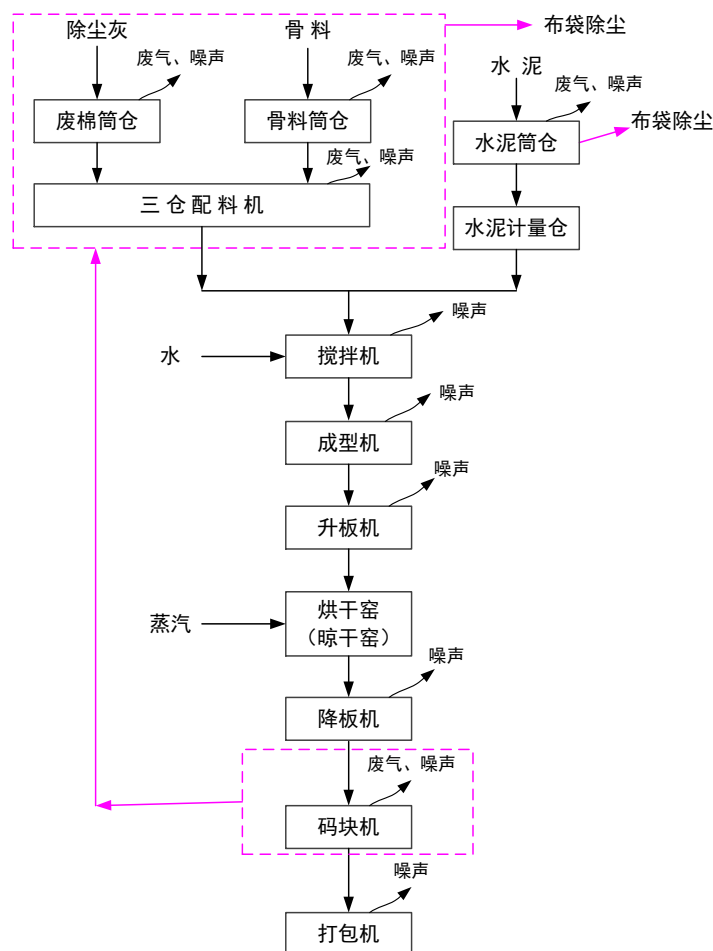 除尘灰
骨 料
布袋除尘
废气、噪声
废气、噪声
水 泥
废气、噪声
废棉筒仓
骨料筒仓
布袋除尘
水泥筒仓
废气、噪声
三 仓 配 料 机
水泥计量仓
噪声
水
搅拌机
噪声
成型机
噪声
升板机
蒸汽
烘干窑
（晾干窑）
噪声
降板机
废气、噪声
码块机
噪声
打包机